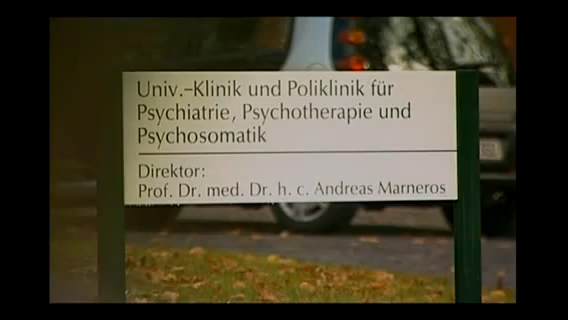 Univ.-Klinik und Poliklinik für
Psychiatrie, Psychotherapie und
Psychosomatik
Direktor:
Prof. Dr. med. Dr. h. c. Andreas Marneros